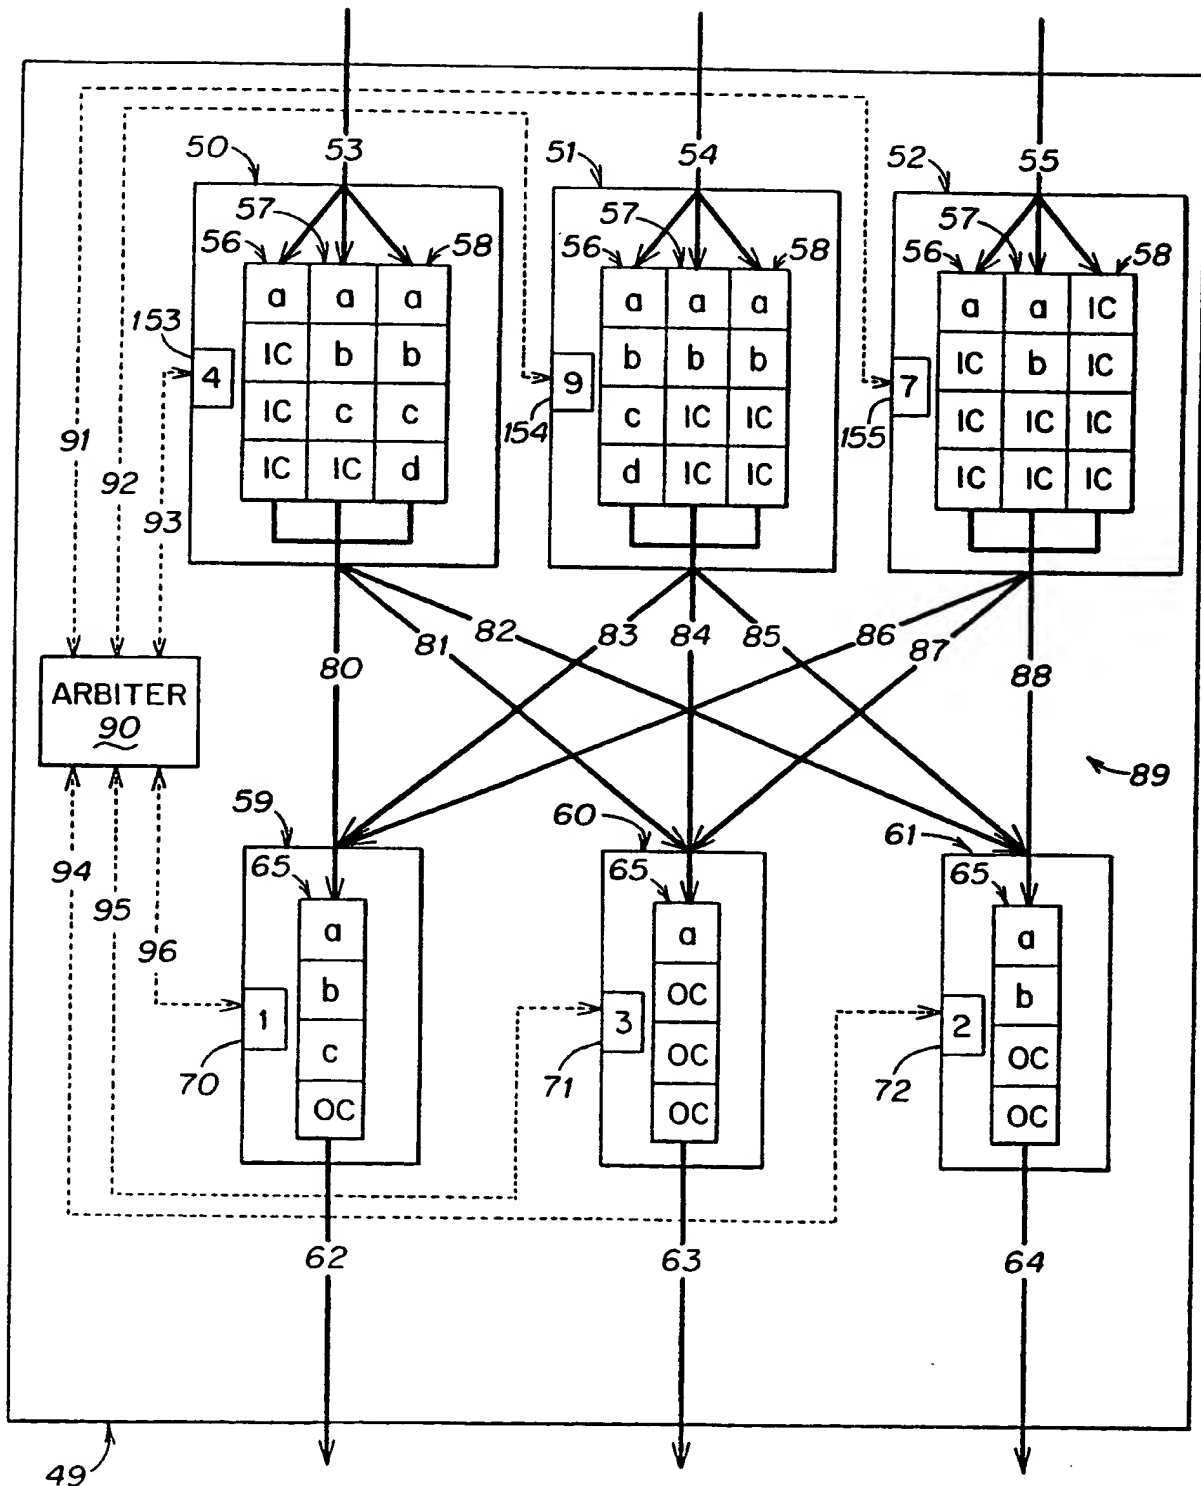 50 53 51 54 52 55
57 57 57
56 58 56 58 56 58
a a a a a a a a IC
153
IC b b b b b IC b IC
4 9 7
IC c c c IC IC IC IC IC
154 155
IC IC d d IC IC IC IC IC
91
92
93
80 81 82 83 84 85 86 87 88
ARBITER
90
89
59 60 61
65 65 65
94
95
96
a a a
b OC b
1 3 2
c OC OC
70 71 72
OC OC OC
62 63 64
49